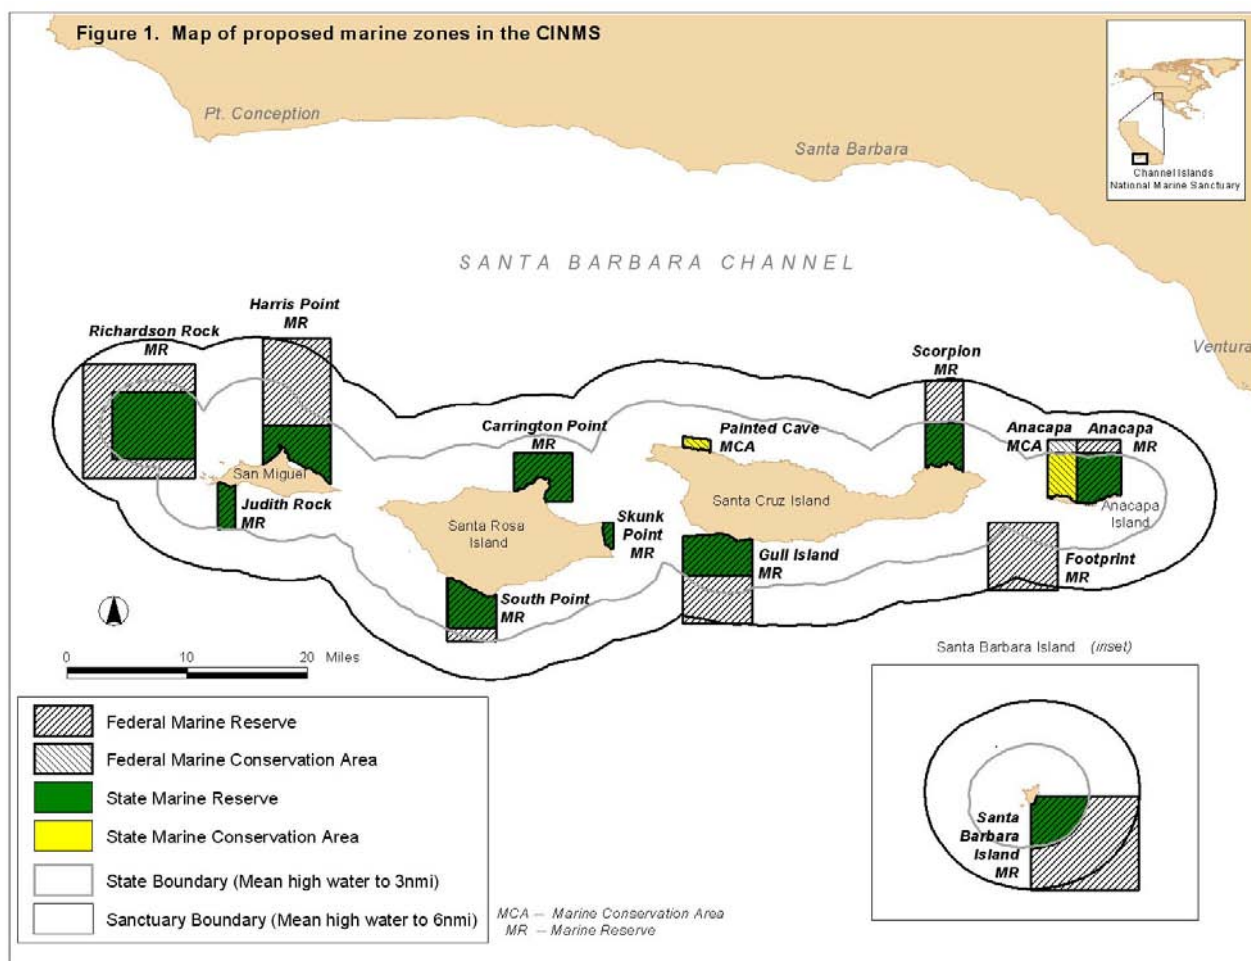 Figure 1. Map of proposed marine zones in the CINMS
Pt. Conception
Santa Barbara
Channel Islands
National Marine Sanctuary
SANTA BARBARA CHANNEL
Ventura
Harris Point
MR
Richardson Rock
MR
Scorpion
MR
Carrington Point
MR
Painted Cave
MCA
Anacapa
MCA
Anacapa
MR
San Miguel
Judith Rock
MR
Santa Rosa
Island
Skunk
Point
MR
Santa Cruz Island
Anacapa
Island
Gull Island
MR
Footprint
MR
South Point
MR
0 10 20 Miles
Santa Barbara Island (inset)
Santa
Barbara
Island
MR
Federal Marine Reserve
Federal Marine Conservation Area
State Marine Reserve
State Marine Conservation Area
State Boundary (Mean high water to 3nmi)
Sanctuary Boundary (Mean high water to 6nmi)
MCA -- Marine Conservation Area
MR -- Marine Reserve